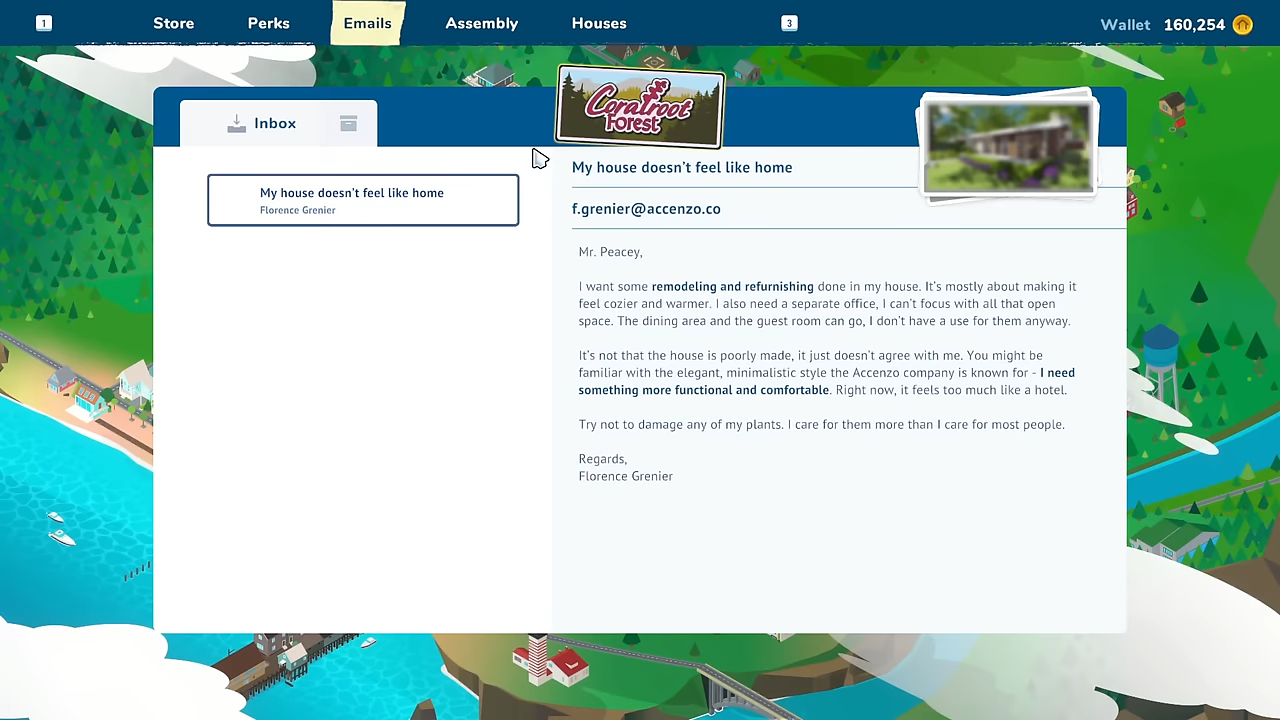 1 Store Perks Emails Assembly Houses 3 Wallet 160,254
Coralroot
Forest
Inbox
My house doesn't feel like home
Florence Grenier
My house doesn't feel like home
f.grenier@accenzo.co
Mr. Peacey,
I want some remodeling and refurnishing done in my house. It's mostly about making it
feel cozier and warmer. I also need a separate office, I can't focus with all that open
space. The dining area and the guest room can go, I don't have a use for them anyway.
It's not that the house is poorly made, it just doesn't agree with me. You might be
familiar with the elegant, minimalistic style the Accenzo company is known for - I need
something more functional and comfortable. Right now, it feels too much like a hotel.
Try not to damage any of my plants. I care for them more than I care for most people.
Regards,
Florence Grenier